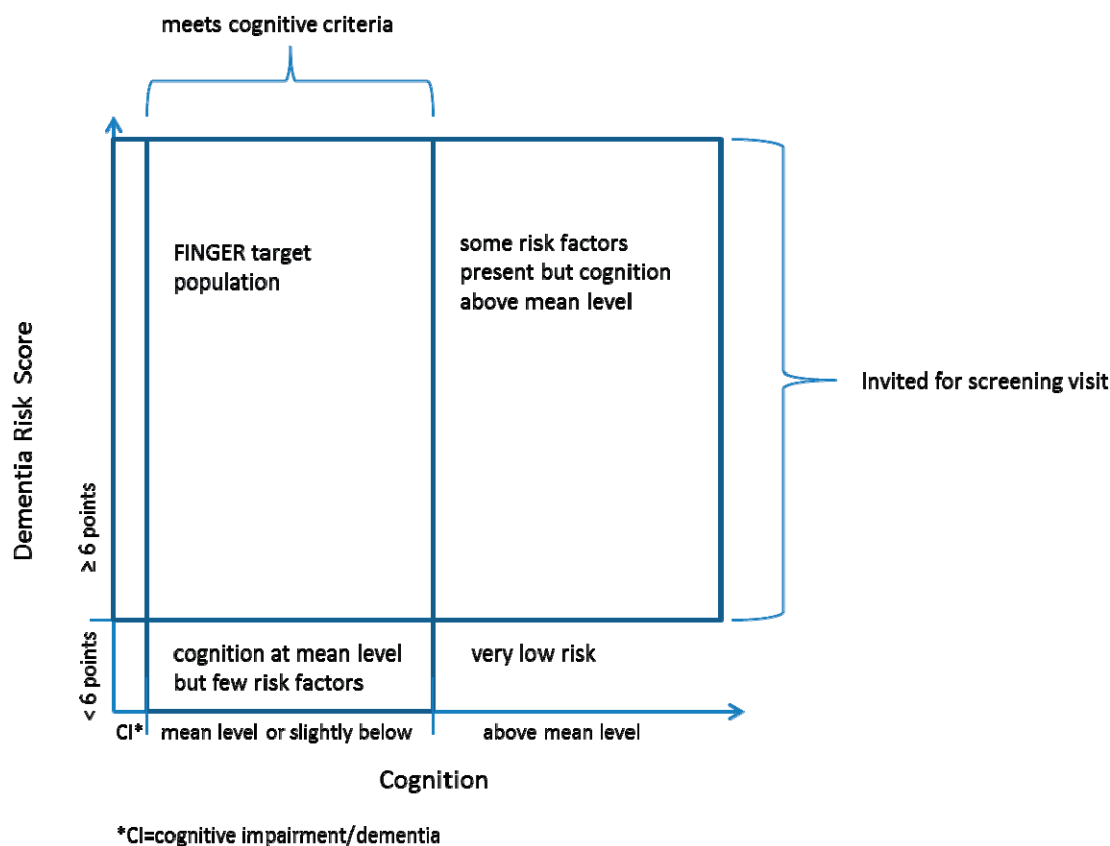 meets cognitive criteria
FINGER target
population
some risk factors
present but cognition
above mean level
Invited for screening visit
Dementia Risk Score
≥ 6 points
< 6 points
cognition at mean level
but few risk factors
very low risk
CI*
mean level or slightly below
above mean level
Cognition
*CI=cognitive impairment/dementia